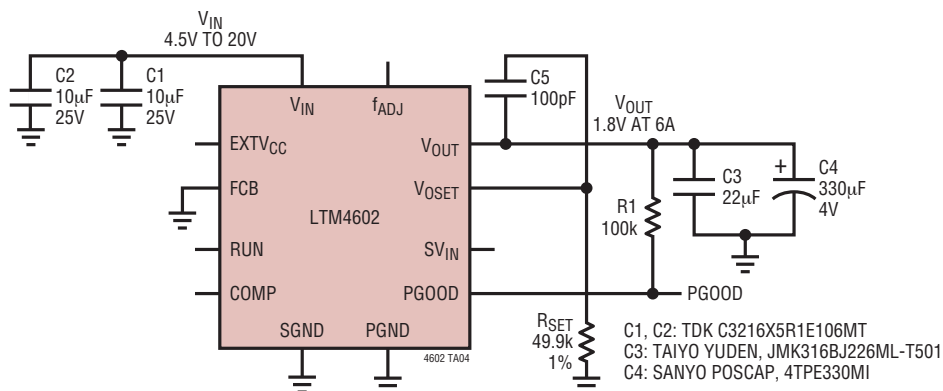 VIN
4.5V TO 20V
C2
10µF
25V
C1
10µF
25V
VIN
fADJ
C5
100pF
VOUT
1.8V AT 6A
EXTVCC
VOUT
FCB
VOSET
LTM4602
RUN
SVIN
COMP
PGOOD
SGND
PGND
R1
100k
C3
22µF
+
C4
330µF
4V
PGOOD
RSET
49.9k
1%
4602 TA04
C1, C2: TDK C3216X5R1E106MT
C3: TAIYO YUDEN, JMK316BJ226ML-T501
C4: SANYO POSCAP, 4TPE330MI